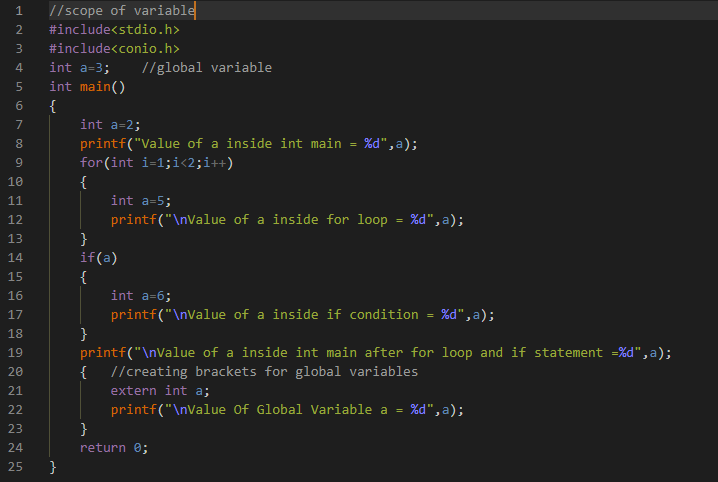 1 //scope of variable
2 #include<stdio.h>
3 #include<conio.h>
4 int a=3;    //global variable
5 int main()
6 {
7     int a=2;
8     printf("Value of a inside int main = %d",a);
9     for(int i=1;i<2;i++)
10     {
11         int a=5;
12         printf("\nValue of a inside for loop = %d",a);
13     }
14     if(a)
15     {
16         int a=6;
17         printf("\nValue of a inside if condition = %d",a);
18     }
19     printf("\nValue of a inside int main after for loop and if statement =%d",a);
20     {   //creating brackets for global variables
21         extern int a;
22         printf("\nValue Of Global Variable a = %d",a);
23     }
24     return 0;
25 }